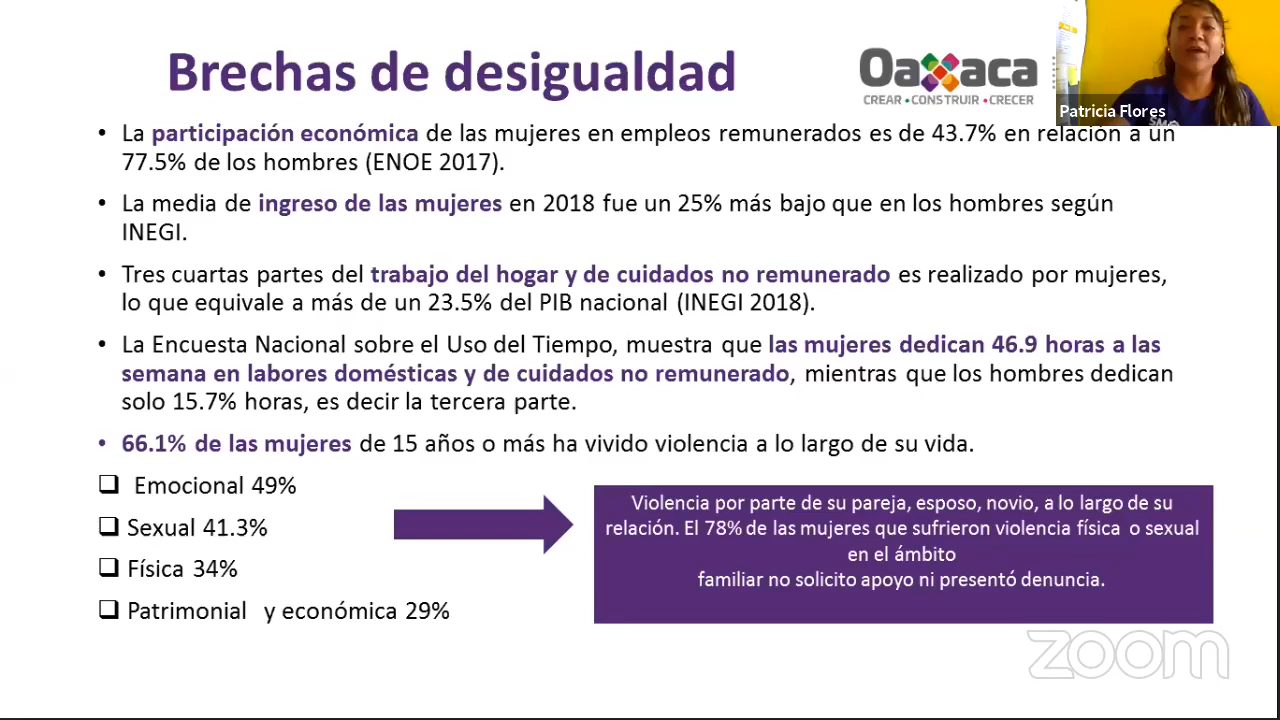 Brechas de desigualdad
Oaxaca
CREAR • CONSTRUIR • CRECER
Patricia Flores
• La participación económica de las mujeres en empleos remunerados es de 43.7% en relación a un
77.5% de los hombres (ENOE 2017).
• La media de ingreso de las mujeres en 2018 fue un 25% más bajo que en los hombres según
INEGI.
• Tres cuartas partes del trabajo del hogar y de cuidados no remunerado es realizado por mujeres,
lo que equivale a más de un 23.5% del PIB nacional (INEGI 2018).
• La Encuesta Nacional sobre el Uso del Tiempo, muestra que las mujeres dedican 46.9 horas a las
semana en labores domésticas y de cuidados no remunerado, mientras que los hombres dedican
solo 15.7% horas, es decir la tercera parte.
• 66.1% de las mujeres de 15 años o más ha vivido violencia a lo largo de su vida.
❑ Emocional 49%
❑ Sexual 41.3%
❑ Física 34%
❑ Patrimonial y económica 29%
Violencia por parte de su pareja, esposo, novio, a lo largo de su
relación. El 78% de las mujeres que sufrieron violencia física o sexual
en el ámbito
familiar no solicito apoyo ni presentó denuncia.
zoom